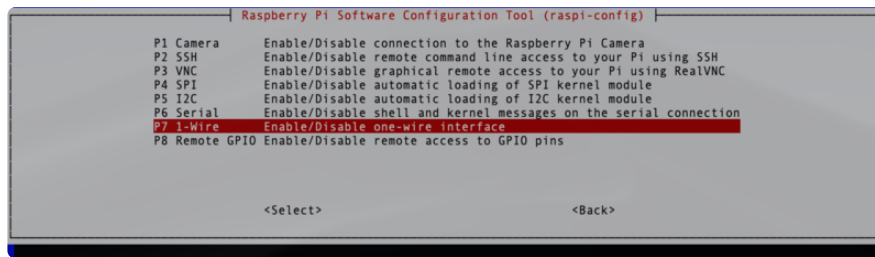 Raspberry Pi Software Configuration Tool (raspi-config)
P1 Camera Enable/Disable connection to the Raspberry Pi Camera
P2 SSH Enable/Disable remote command line access to your Pi using SSH
P3 VNC Enable/Disable graphical remote access to your Pi using RealVNC
P4 SPI Enable/Disable automatic loading of SPI kernel module
P5 I2C Enable/Disable automatic loading of I2C kernel module
P6 Serial Enable/Disable shell and kernel messages on the serial connection
P7 1-Wire Enable/Disable one-wire interface
P8 Remote GPIO Enable/Disable remote access to GPIO pins
<Select> <Back>